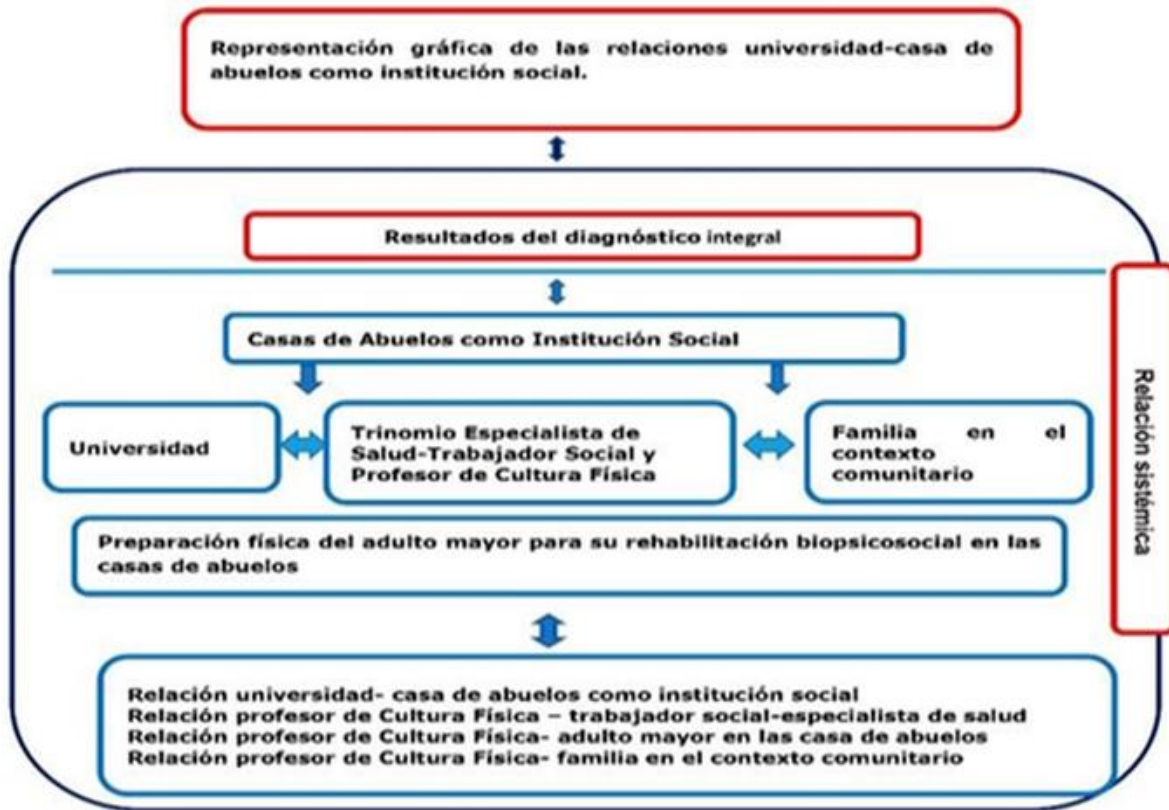 Representación gráfica de las relaciones universidad-casa de
abuelos como institución social.
Resultados del diagnóstico integral
Casas de Abuelos como Institución Social
Universidad
Trinomio Especialista de
Salud-Trabajador Social y
Profesor de Cultura Física
Familia en el
contexto
comunitario
Relación sistémica
Preparación física del adulto mayor para su rehabilitación biopsicosocial en las
casas de abuelos
Relación universidad- casa de abuelos como institución social
Relación profesor de Cultura Física – trabajador social-especialista de salud
Relación profesor de Cultura Física- adulto mayor en las casa de abuelos
Relación profesor de Cultura Física- familia en el contexto comunitario